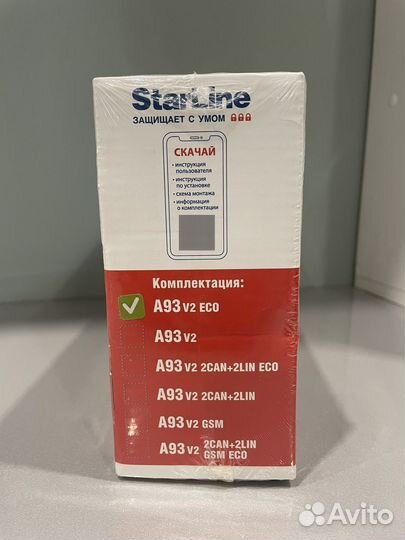 StarLine
ЗАЩИЩАЕТ С УМОМ
СКАЧАЙ
• инструкция
пользователя
• инструкция
по установке
• схема монтажа
• информация
о комплектации
Комплектация:
A93 V2 ECO
A93 V2
A93 V2 2CAN+2LIN ECO
A93 V2 2CAN+2LIN
A93 V2 GSM
A93 V2 2CAN+2LIN
GSM ECO
Avito